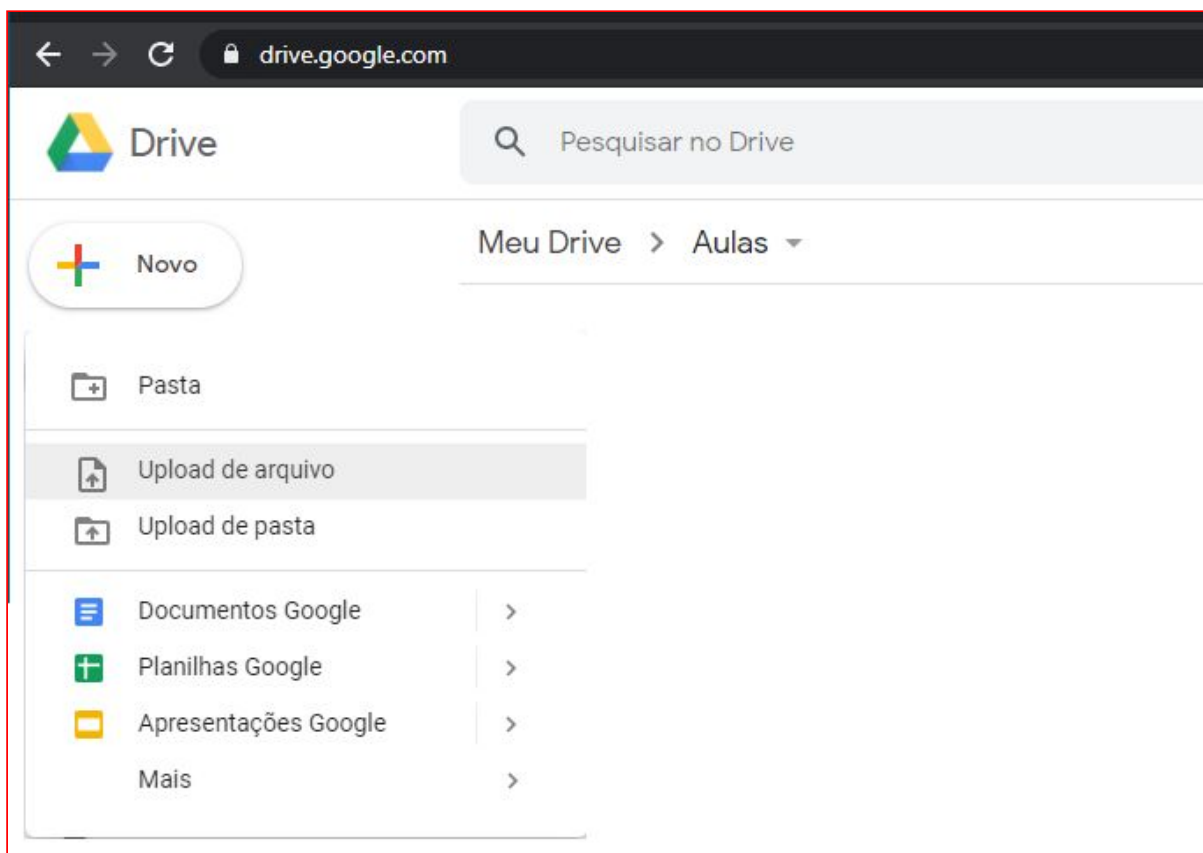 drive.google.com
Drive
Pesquisar no Drive
Novo
Meu Drive > Aulas
Pasta
Upload de arquivo
Upload de pasta
Documentos Google
Planilhas Google
Apresentações Google
Mais